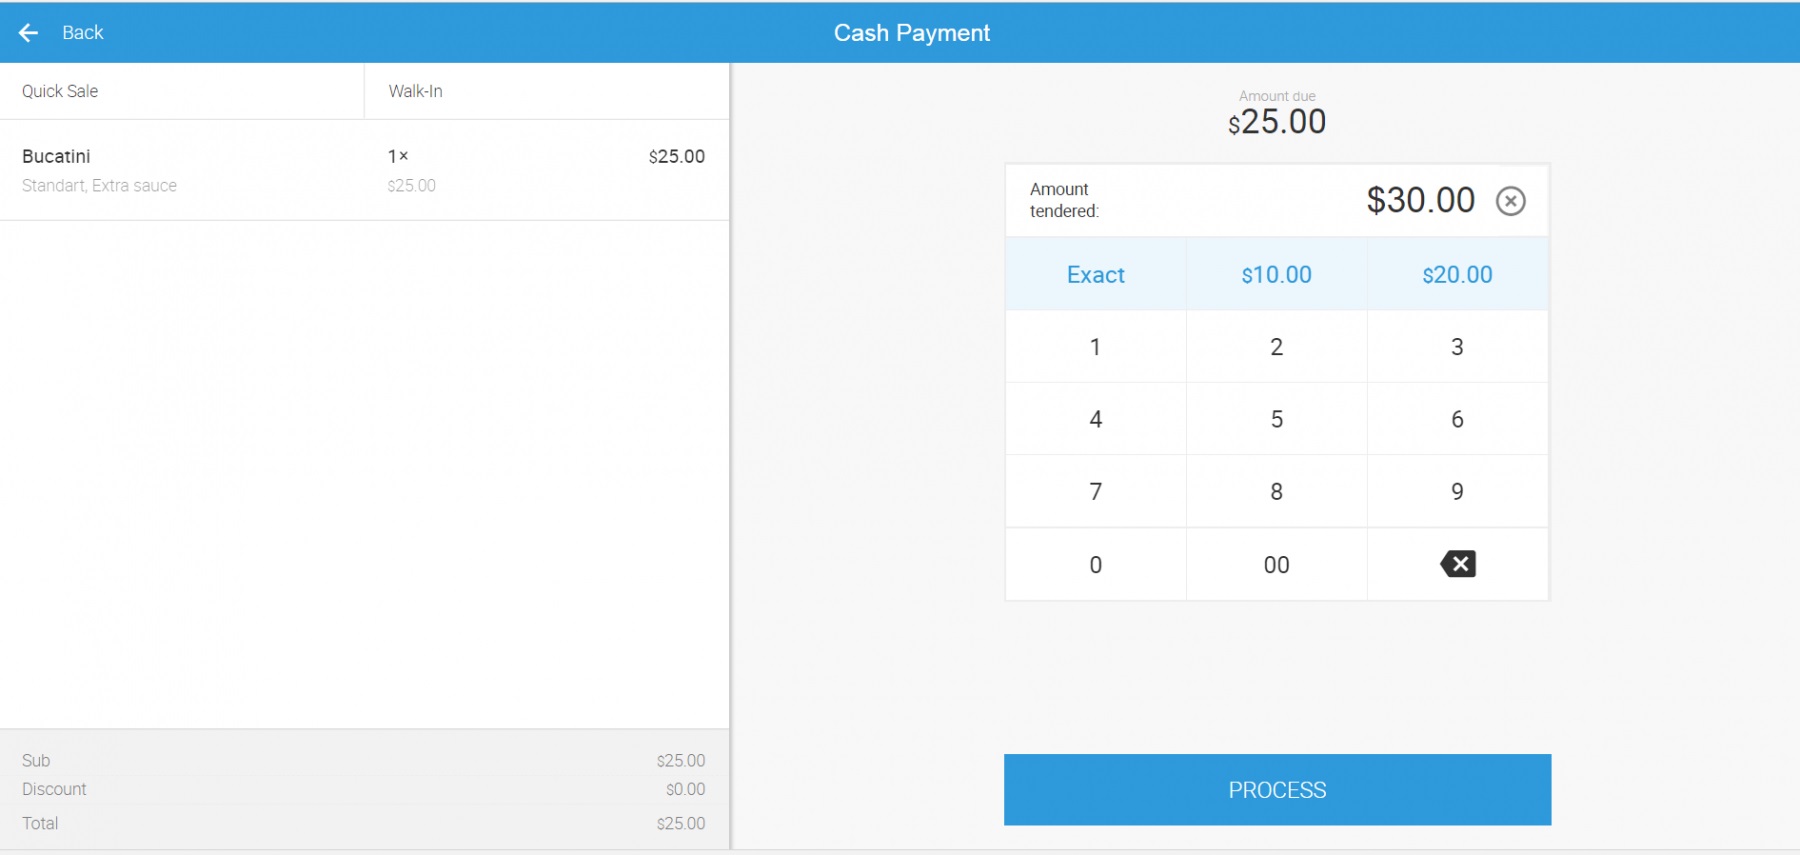 Back
Cash Payment
Quick Sale
Walk-In
Bucatini 1× $25.00
Standart, Extra sauce $25.00
Sub $25.00
Discount $0.00
Total $25.00
Amount due
$25.00
Amount
tendered:
$30.00
Exact $10.00 $20.00
1 2 3
4 5 6
7 8 9
0 00
PROCESS